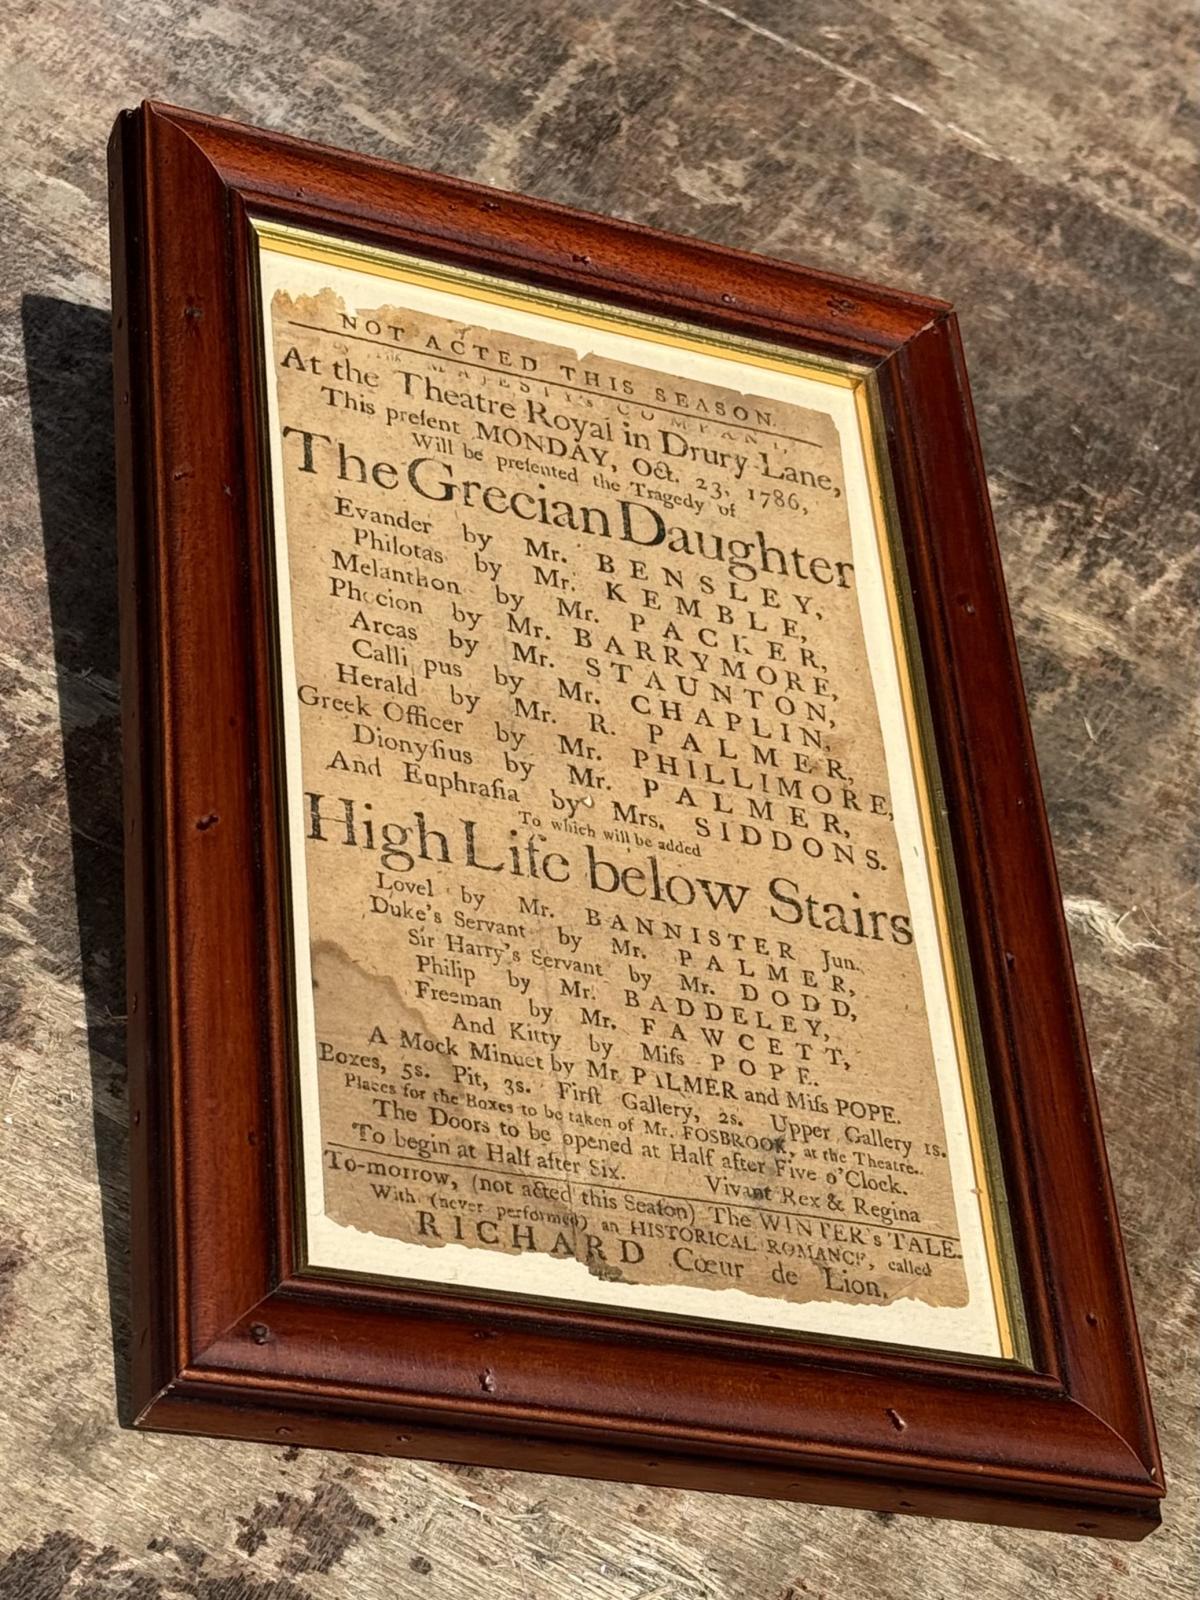 NOT ACTED THIS SEASON.
MAJESTY's COMPANY,
At the Theatre Royal in Drury-Lane,
This preſent MONDAY, Oct. 23, 1786,
Will be preſented the Tragedy of
The Grecian Daughter
Evander by Mr. BENSLEY,
Philotas by Mr. KEMBLE,
Melanthon by Mr. PACKER,
Phocion by Mr. BARRYMORE,
Arcas by Mr. STAUNTON,
Calli pus by Mr. CHAPLIN,
Herald by Mr. R. PALMER,
Greek Officer by Mr. PHILLIMORE,
Dionyſius by Mr. PALMER,
And Euphraſia by Mrs. SIDDONS.
To which will be added
High Life below Stairs
Lovel by Mr. BANNISTER Jun.
Duke's Servant by Mr. PALMER,
Sir Harry's Servant by Mr. DODD,
Philip by Mr. BADDELEY,
Freeman by Mr. FAWCETT,
And Kitty by Miſs POPE.
A Mock Minuet by Mr. PALMER and Miſs POPE.
Boxes, 5s. Pit, 3s. Firſt Gallery, 2s. Upper Gallery 1s.
Places for the Boxes to be taken of Mr. FOSBROOK, at the Theatre.
The Doors to be opened at Half after Five o'Clock.
To begin at Half after Six. Vivant Rex & Regina
To-morrow, (not acted this Seaſon) The WINTER's TALE.
With (never performed) an HISTORICAL ROMANCE, called
RICHARD Cœur de Lion,